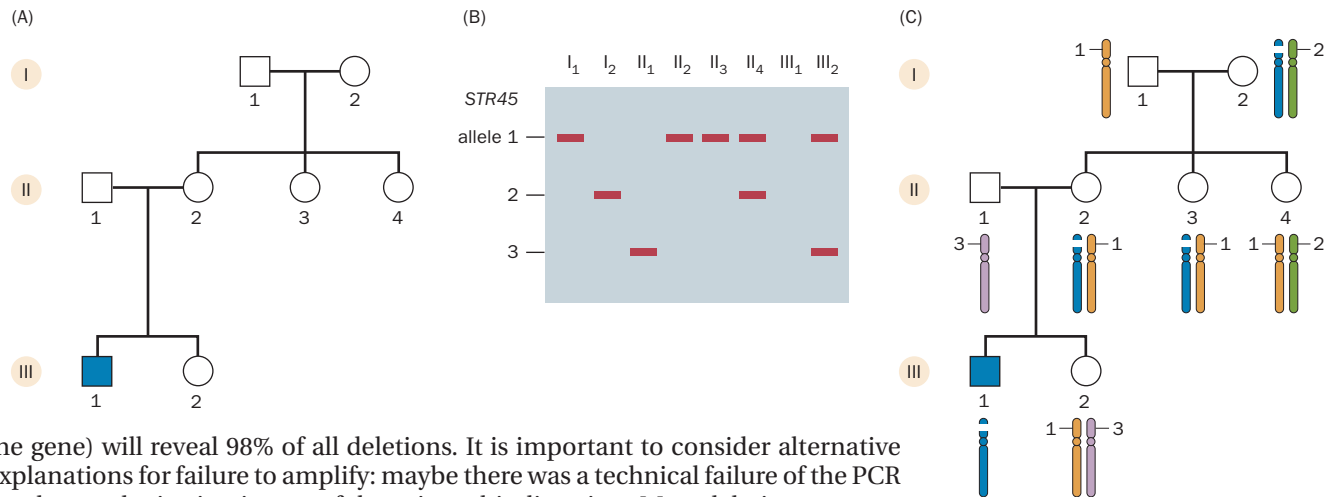 (A)
I
1 2
II
1 2 3 4
III
1 2
(B)
I1 I2 II1 II2 II3 II4 III1 III2
STR45
allele 1
2
3
(C)
1 2
I
1 2
II
1 2 3 4
3 1 1 1 2
III
1 2
1 3
ne gene) will reveal 98% of all deletions. It is important to consider alternative
xplanations for failure to amplify: maybe there was a technical failure of the PCR